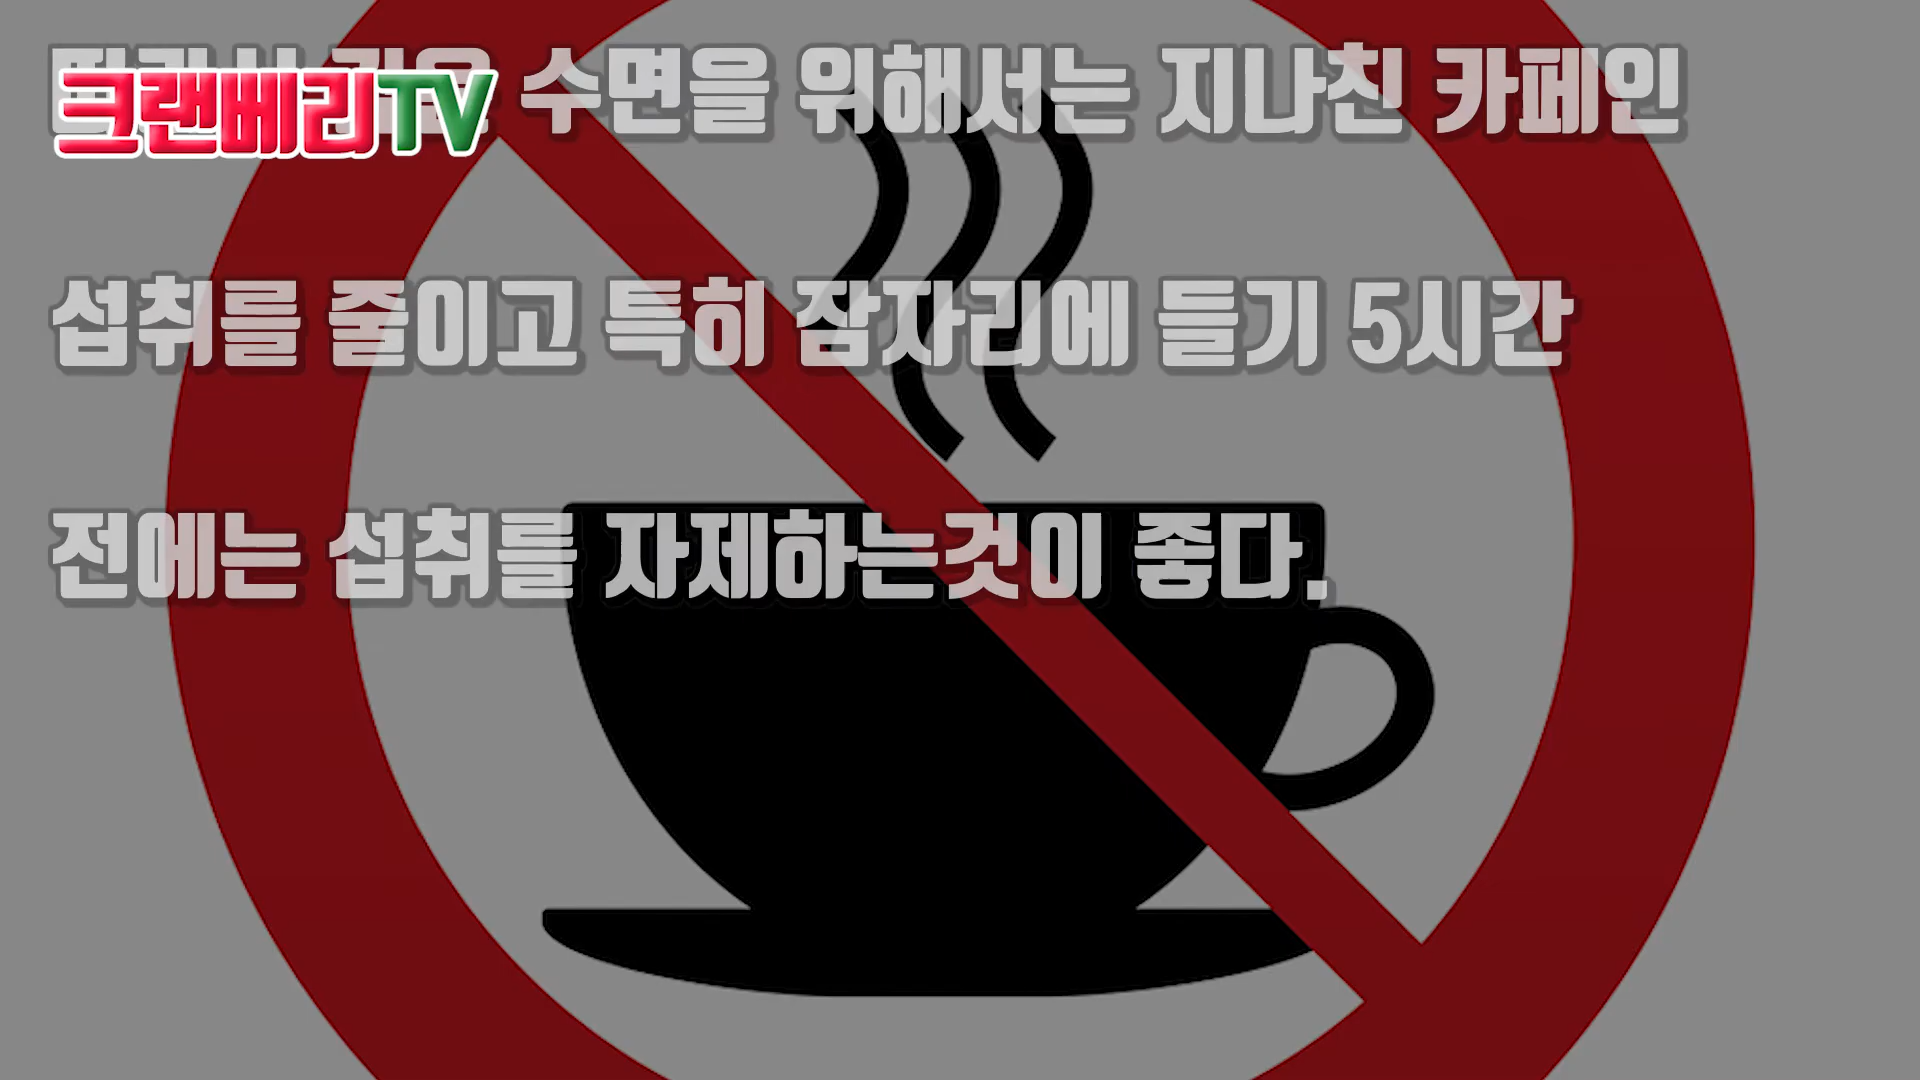 크랜베리TV
수면을 위해서는 지나친 카페인
섭취를 줄이고 특히 잠자리에 들기 5시간
전에는 섭취를 자제하는것이 좋다.